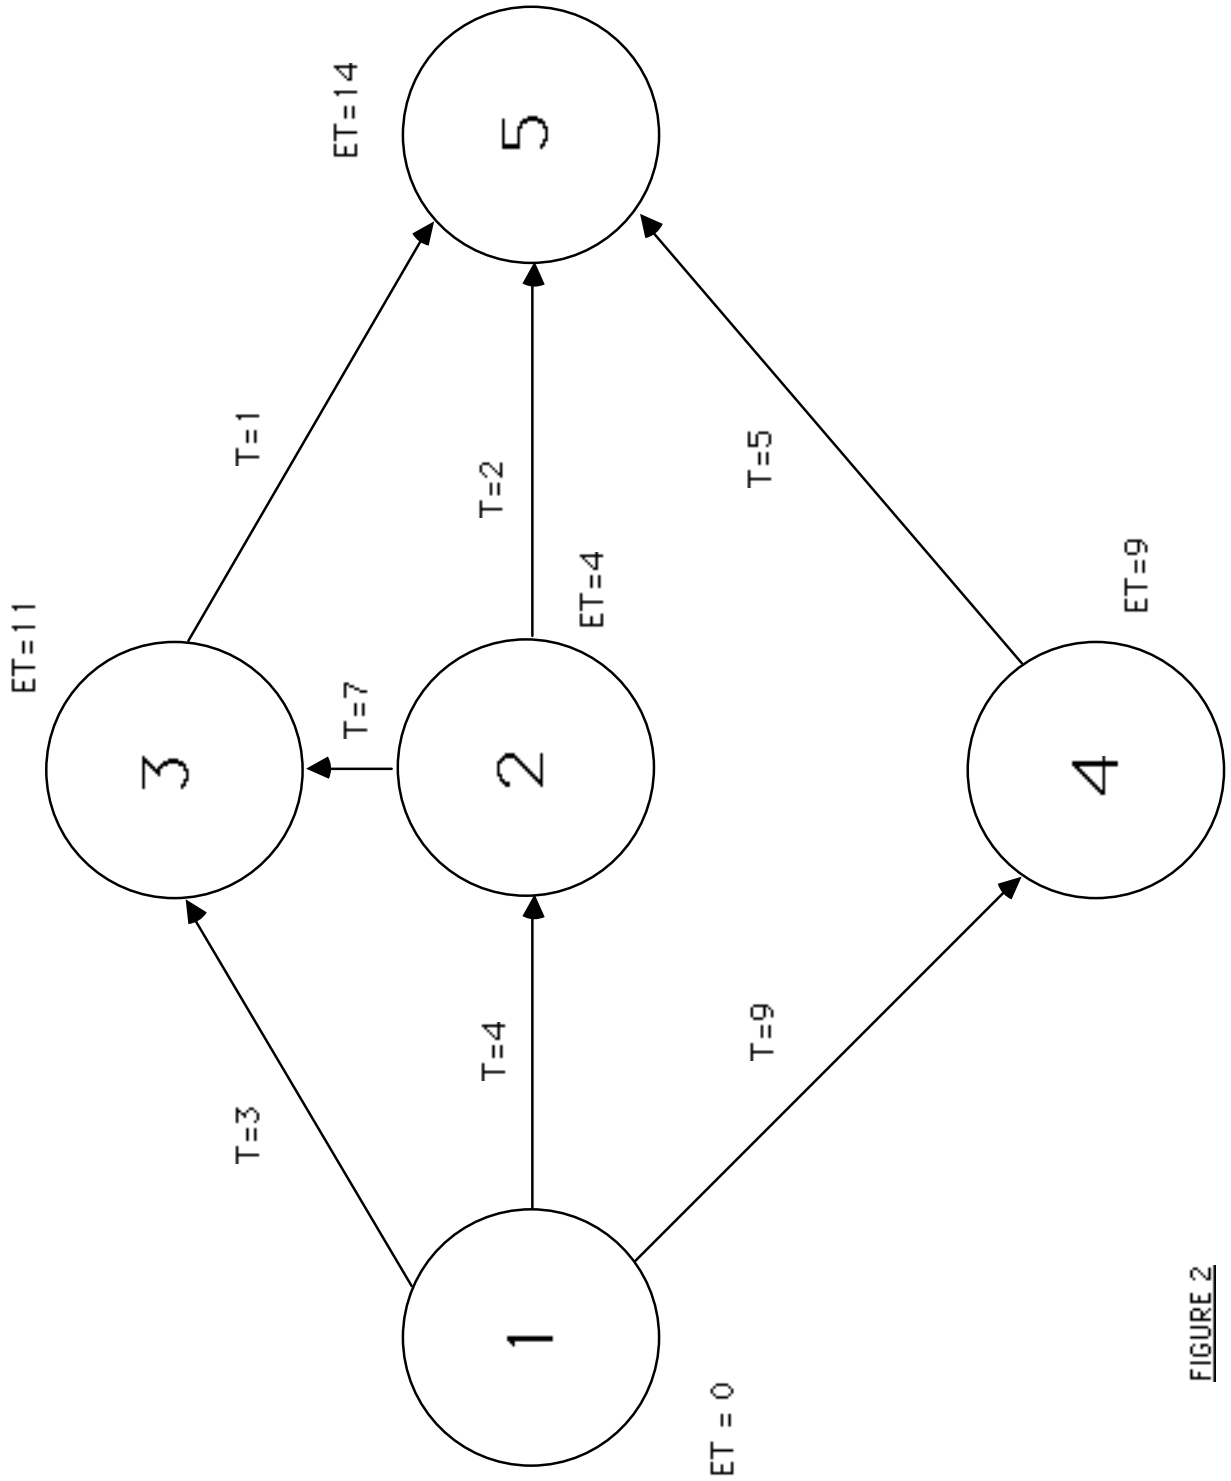 ET=11
ET=14
3
T=3
T=1
T=7
1
ET = 0
T=4
2
ET=4
T=2
5
T=9
T=5
4
ET=9
FIGURE 2